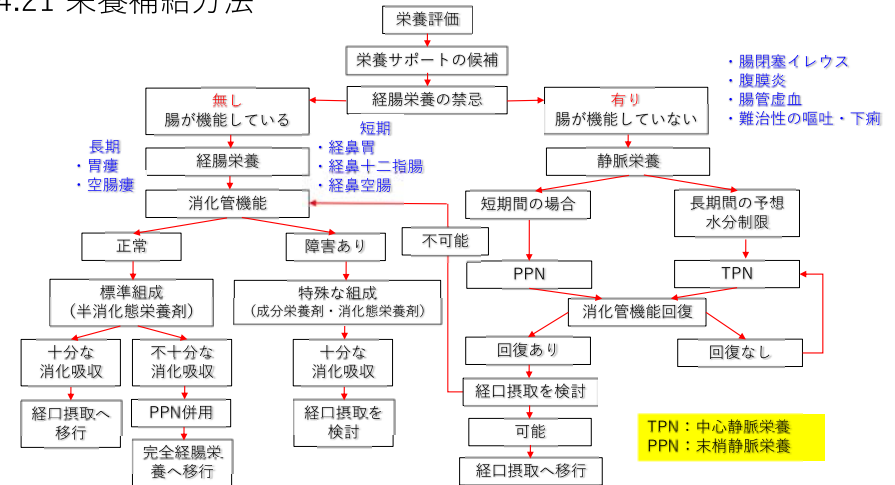 4.21 栄養補給方法
栄養評価
栄養サポートの候補
経腸栄養の禁忌
無し
腸が機能している
有り
腸が機能していない
・腸閉塞イレウス
・腹膜炎
・腸管虚血
・難治性の嘔吐・下痢
長期
・胃瘻
・空腸瘻
経腸栄養
短期
・経鼻胃
・経鼻十二指腸
・経鼻空腸
静脈栄養
消化管機能
短期間の場合
長期間の予想
水分制限
正常
障害あり
不可能
PPN
TPN
標準組成
(半消化態栄養剤)
特殊な組成
(成分栄養剤・消化態栄養剤)
消化管機能回復
十分な
消化吸収
不十分な
消化吸収
十分な
消化吸収
回復あり
回復なし
経口摂取へ
移行
PPN併用
経口摂取を
検討
経口摂取を検討
完全経腸栄
養へ移行
可能
経口摂取へ移行
TPN：中心静脈栄養
PPN：末梢静脈栄養